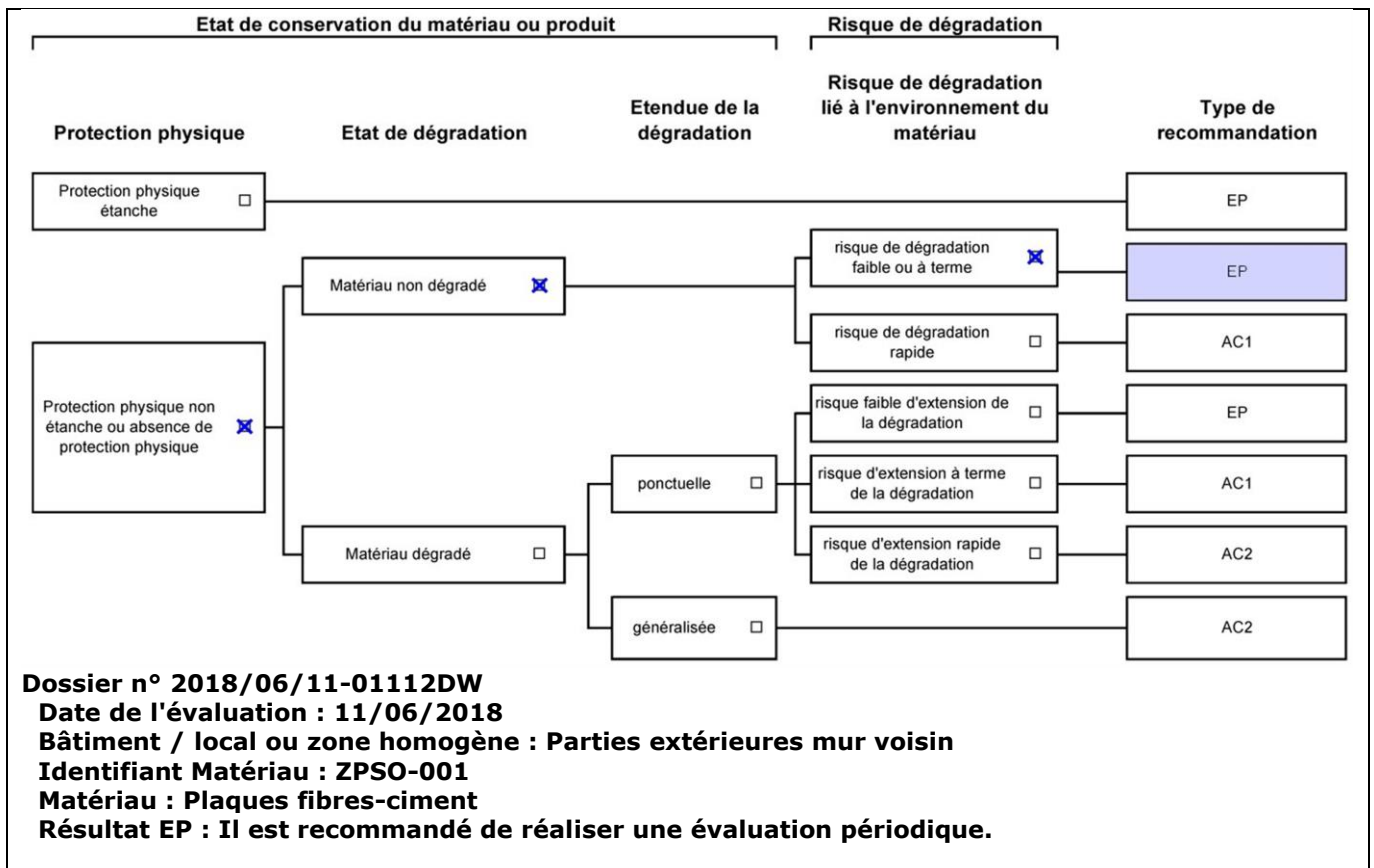 Etat de conservation du matériau ou produit
Risque de dégradation
Protection physique
Etat de dégradation
Etendue de la
dégradation
Risque de dégradation
lié à l'environnement du
matériau
Type de
recommandation
Protection physique
étanche
EP
risque de dégradation
faible ou à terme
EP
Matériau non dégradé
risque de dégradation
rapide
AC1
Protection physique non
étanche ou absence de
protection physique
risque faible d'extension de
la dégradation
EP
ponctuelle
risque d'extension à terme
de la dégradation
AC1
Matériau dégradé
risque d'extension rapide
de la dégradation
AC2
généralisée
AC2
Dossier n° 2018/06/11-01112DW
Date de l'évaluation : 11/06/2018
Bâtiment / local ou zone homogène : Parties extérieures mur voisin
Identifiant Matériau : ZPSO-001
Matériau : Plaques fibres-ciment
Résultat EP : Il est recommandé de réaliser une évaluation périodique.